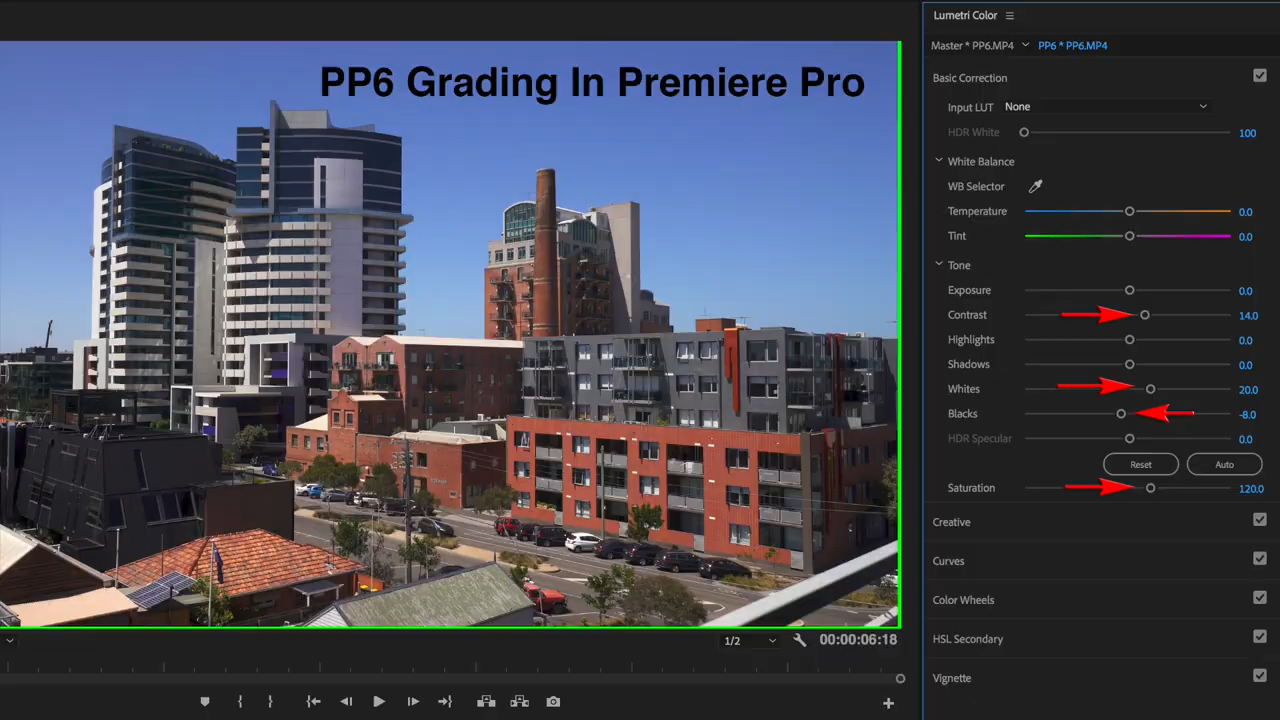 Lumetri Color
Master * PP6.MP4
PP6 * PP6.MP4
PP6 Grading In Premiere Pro
Basic Correction
Input LUT None
HDR White 100
White Balance
WB Selector
Temperature 0.0
Tint 0.0
Tone
Exposure 0.0
Contrast 14.0
Highlights 0.0
Shadows 0.0
Whites 20.0
Blacks -8.0
HDR Specular 0.0
Reset Auto
Saturation 120.0
Creative
Curves
Color Wheels
HSL Secondary
Vignette
1/2 00:00:06:18